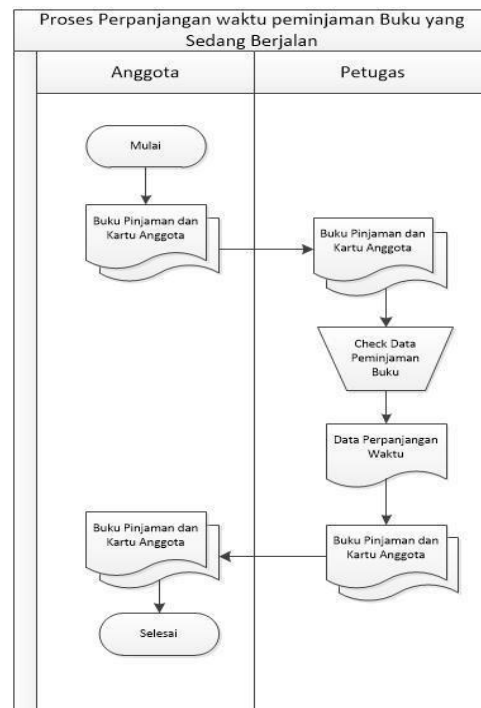 Proses Perpanjangan waktu peminjaman Buku yang
Sedang Berjalan
Anggota
Petugas
Mulai
Buku Pinjaman dan
Kartu Anggota
Buku Pinjaman dan
Kartu Anggota
Check Data
Peminjaman
Buku
Data Perpanjangan
Waktu
Buku Pinjaman dan
Kartu Anggota
Buku Pinjaman dan
Kartu Anggota
Selesai